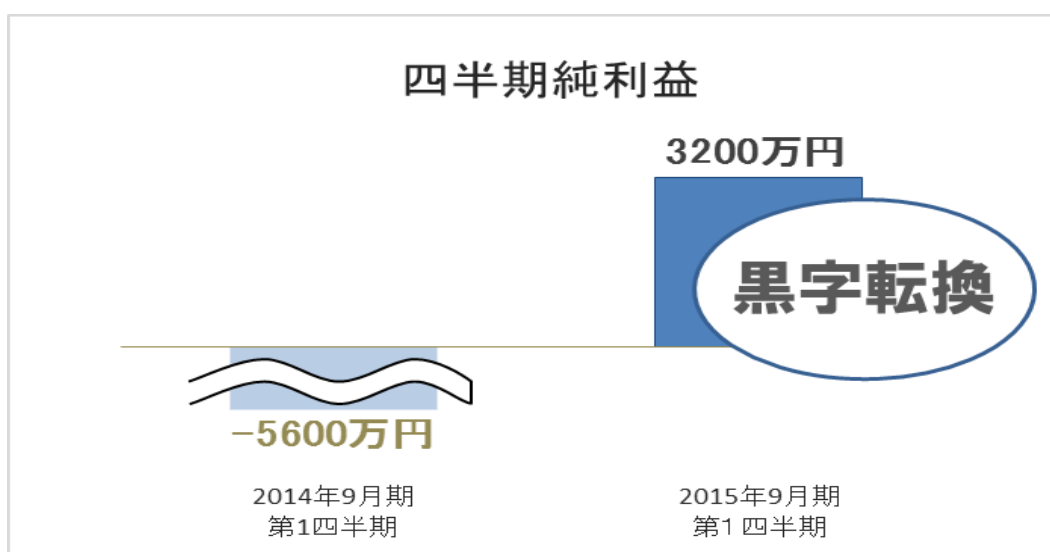 四半期純利益
3200万円
黒字転換
−5600万円
2014年9月期
第1四半期
2015年9月期
第1四半期